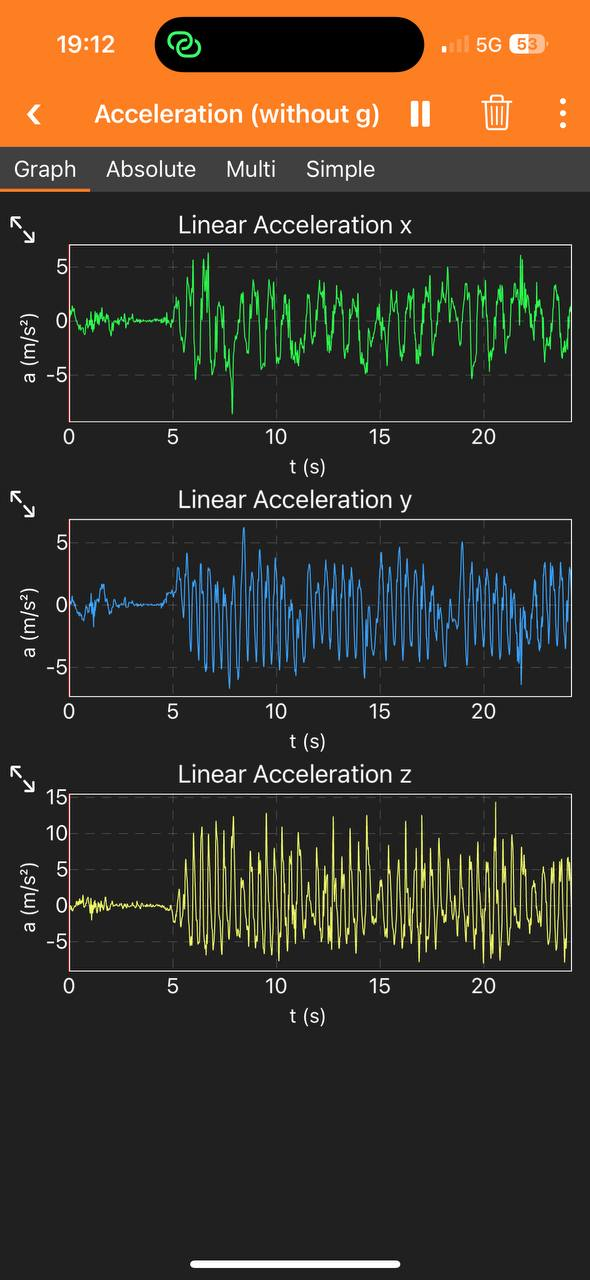 19:12 5G 53
Acceleration (without g)
Graph Absolute Multi Simple
Linear Acceleration x
5
0
-5
a (m/s²)
0 5 10 15 20
t (s)
Linear Acceleration y
5
0
-5
a (m/s²)
0 5 10 15 20
t (s)
Linear Acceleration z
15
10
5
0
-5
a (m/s²)
0 5 10 15 20
t (s)